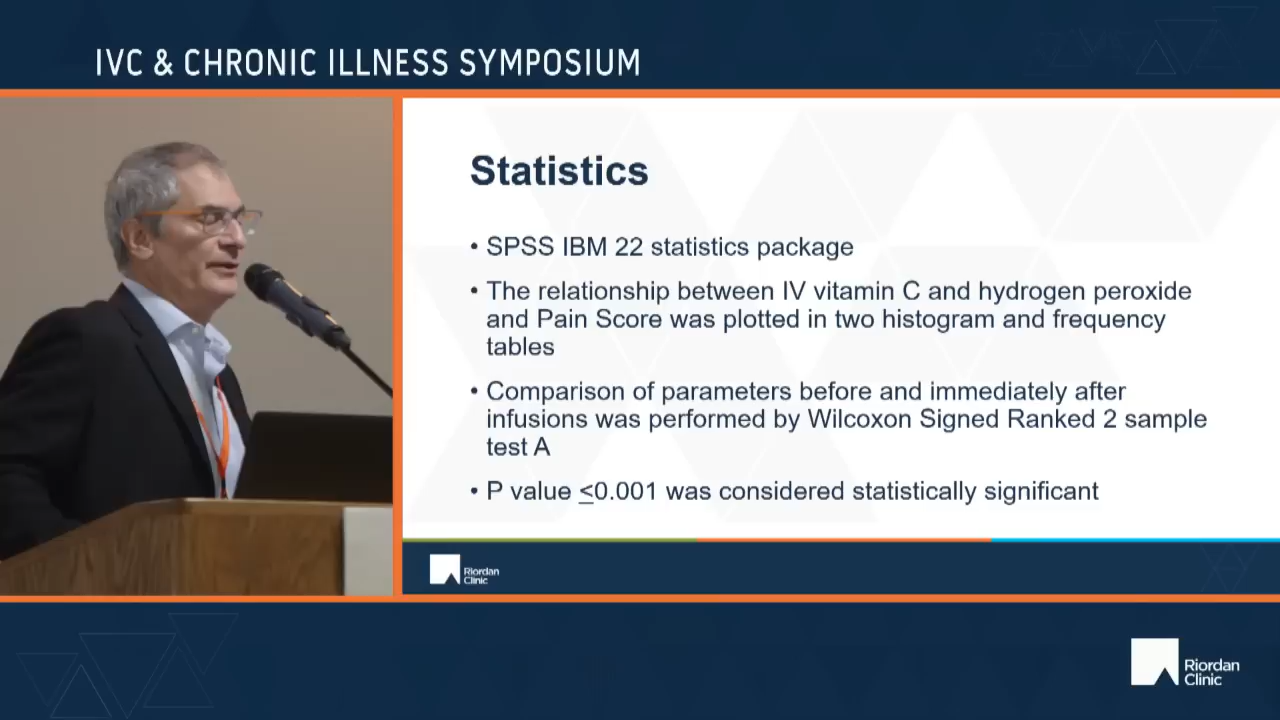 IVC & CHRONIC ILLNESS SYMPOSIUM
Statistics
• SPSS IBM 22 statistics package
• The relationship between IV vitamin C and hydrogen peroxide
and Pain Score was plotted in two histogram and frequency
tables
• Comparison of parameters before and immediately after
infusions was performed by Wilcoxon Signed Ranked 2 sample
test A
• P value ≤0.001 was considered statistically significant
Riordan
Clinic
Riordan
Clinic